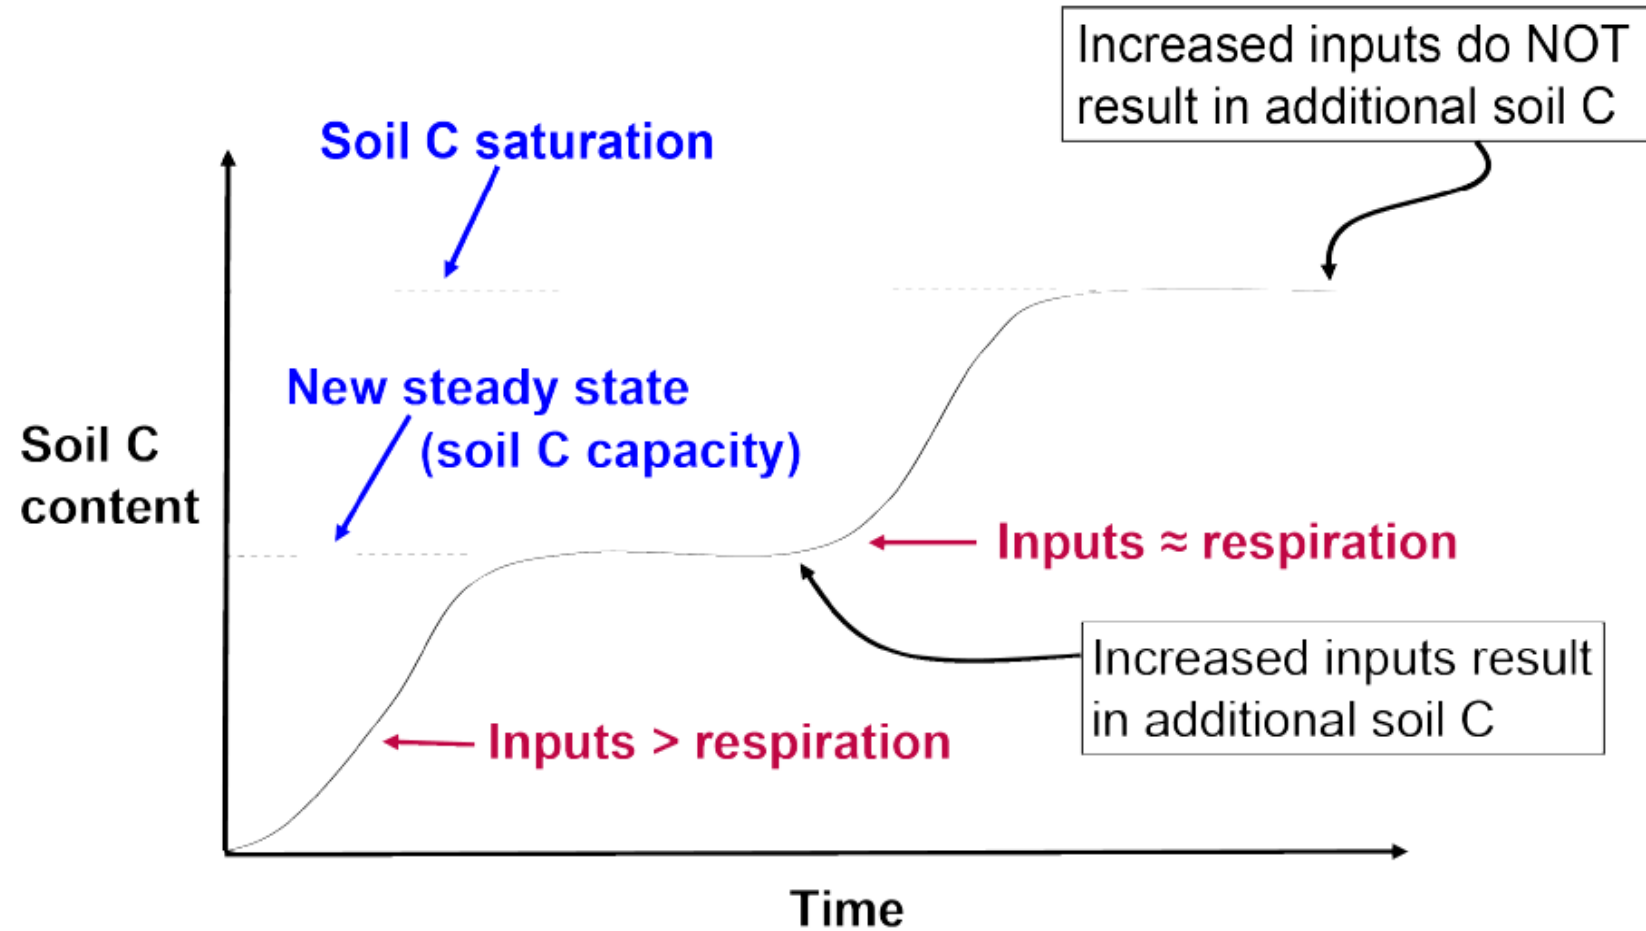 Increased inputs do NOT
result in additional soil C
Soil C saturation
New steady state
(soil C capacity)
Soil C
content
Inputs ≈ respiration
Increased inputs result
in additional soil C
Inputs > respiration
Time